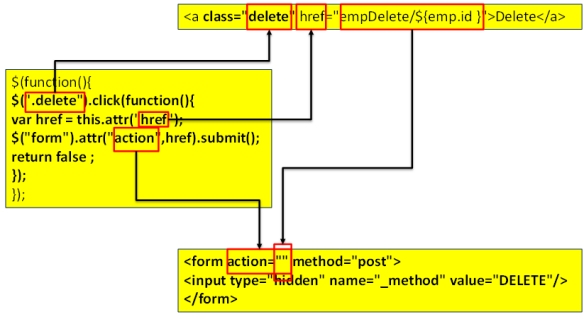 <a class="delete" href="empDelete/${emp.id }">Delete</a>
$(function(){
$(".delete").click(function(){
var href = this.attr("href");
$("form").attr("action",href).submit();
return false ;
});
});
<form action="" method="post">
<input type="hidden" name="_method" value="DELETE"/>
</form>